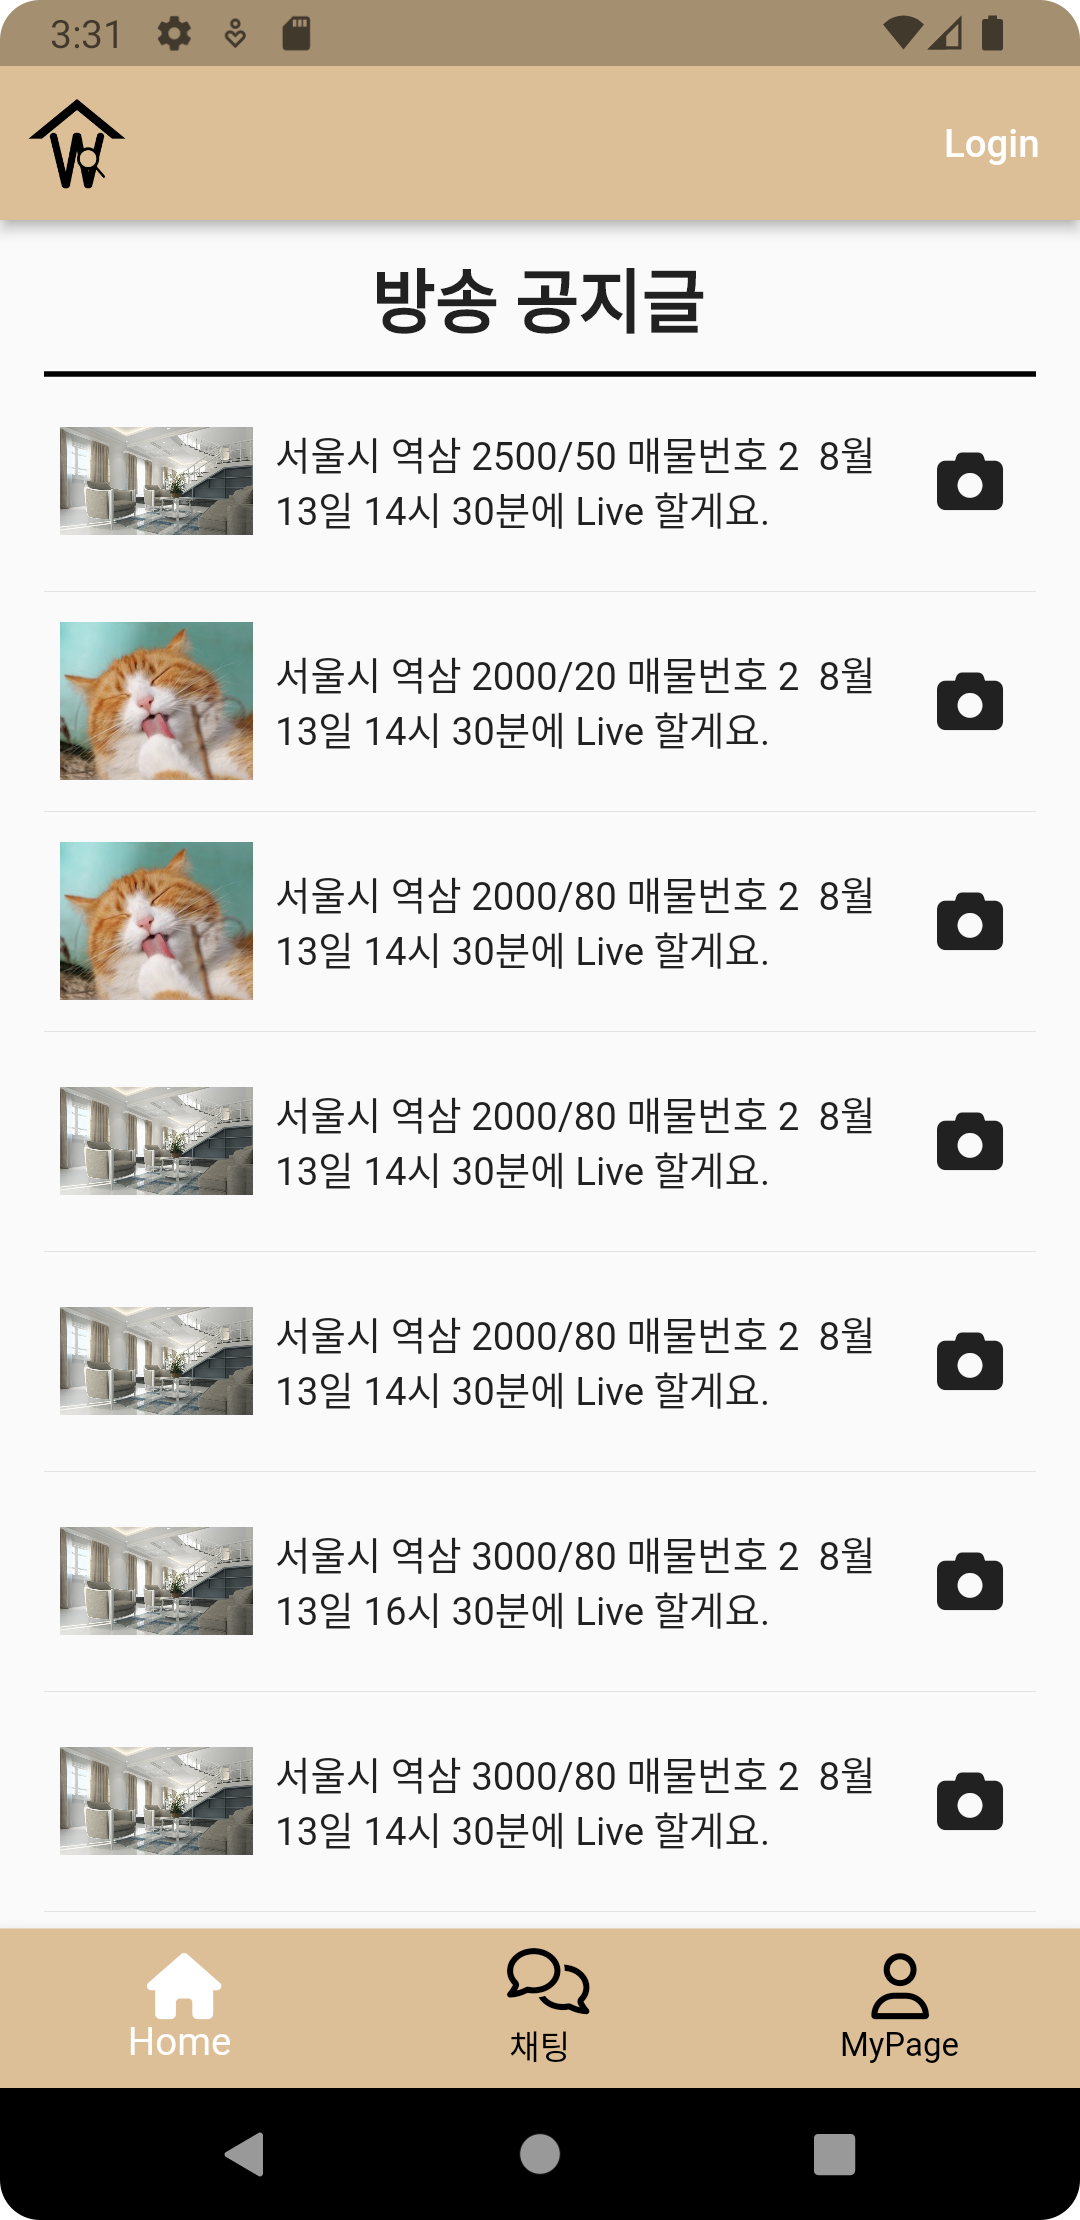 3:31
Login
방송 공지글
서울시 역삼 2500/50 매물번호 2  8월
13일 14시 30분에 Live 할게요.
서울시 역삼 2000/20 매물번호 2  8월
13일 14시 30분에 Live 할게요.
서울시 역삼 2000/80 매물번호 2  8월
13일 14시 30분에 Live 할게요.
서울시 역삼 2000/80 매물번호 2  8월
13일 14시 30분에 Live 할게요.
서울시 역삼 2000/80 매물번호 2  8월
13일 14시 30분에 Live 할게요.
서울시 역삼 3000/80 매물번호 2  8월
13일 16시 30분에 Live 할게요.
서울시 역삼 3000/80 매물번호 2  8월
13일 14시 30분에 Live 할게요.
Home
채팅
MyPage